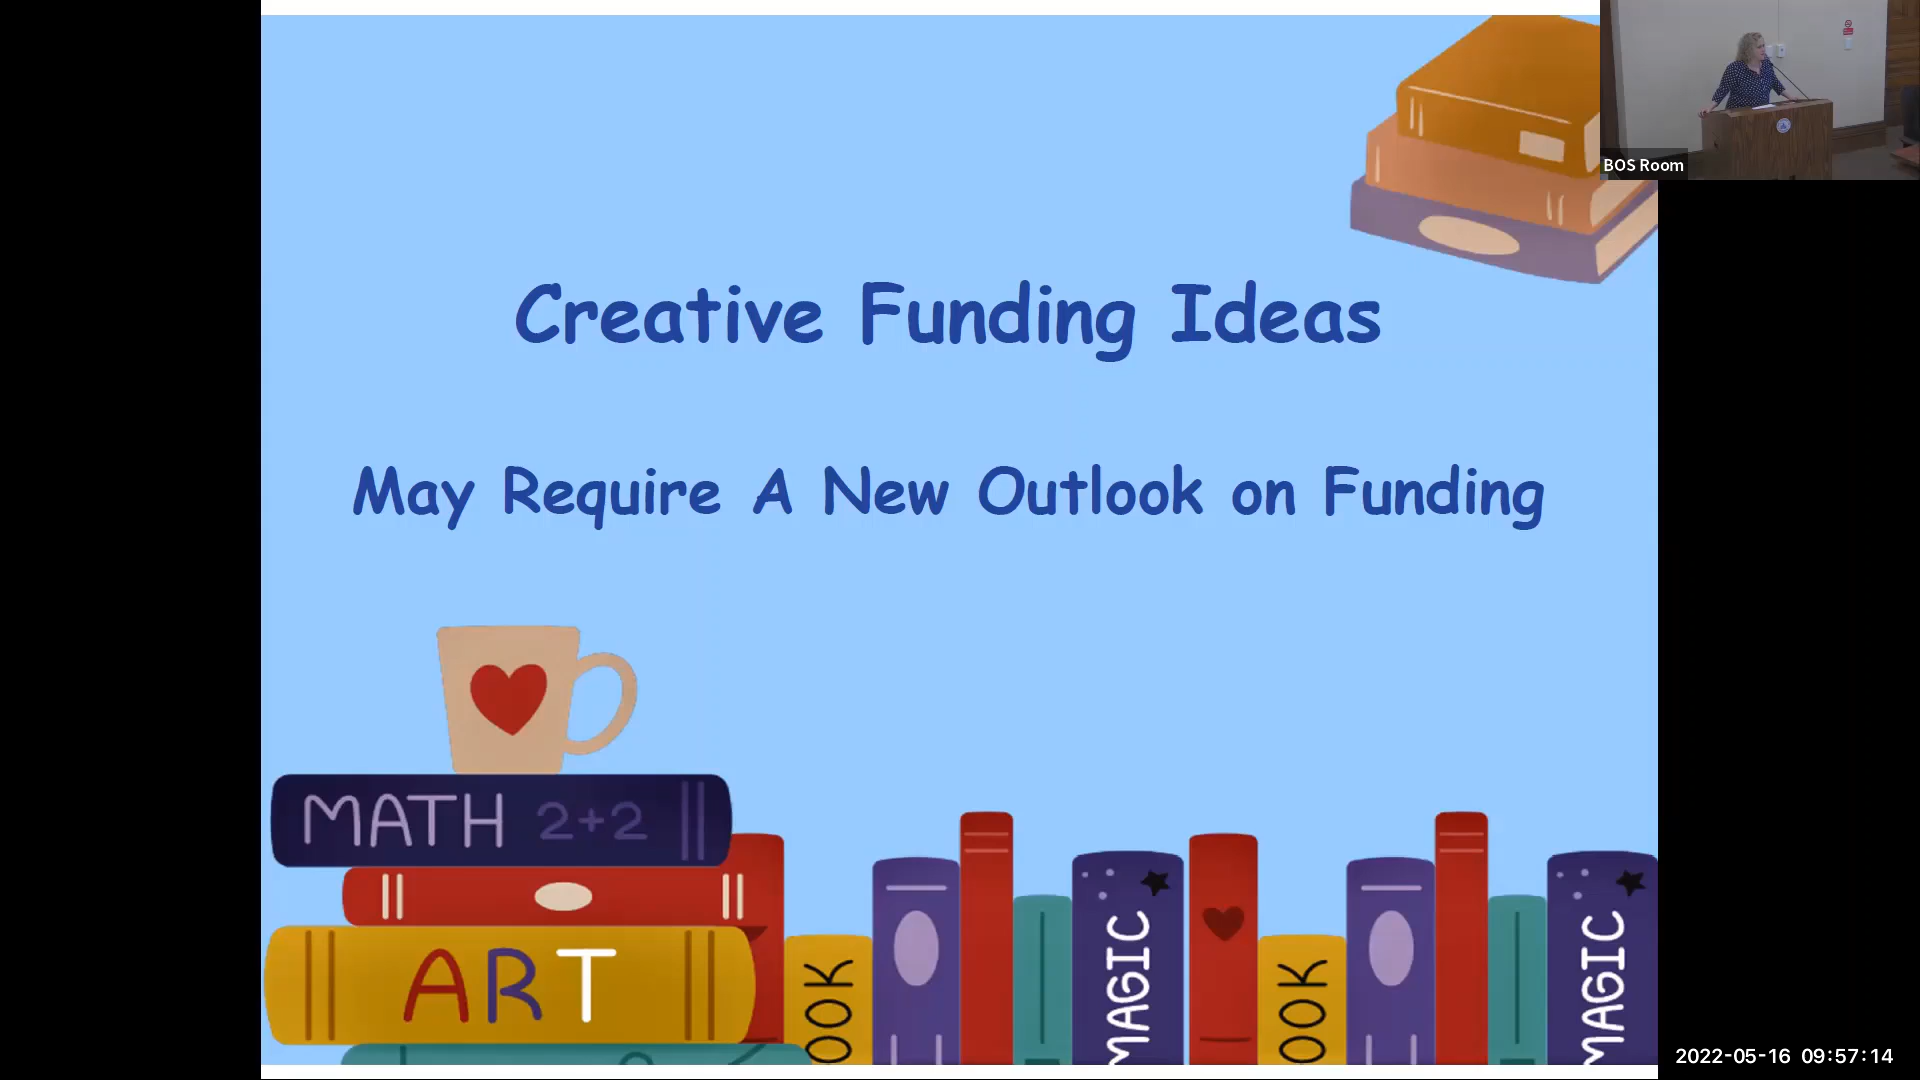 BOS Room
Creative Funding Ideas
May Require A New Outlook on Funding
MATH 2+2
ART
OOK
MAGIC
OOK
MAGIC
2022-05-16 09:57:14